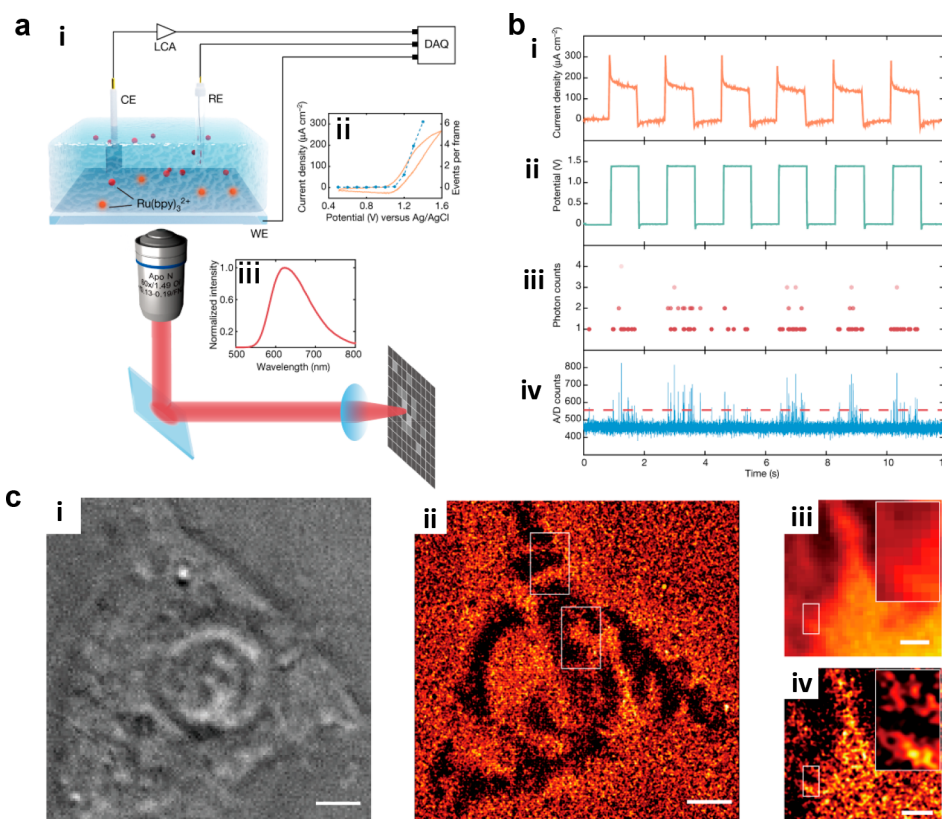 a
i
LCA
DAQ
CE
RE
Ru(bpy)₃²⁺
WE
ii
Current density (µA cm⁻²)
300
200
100
0
Events per frame
6
4
2
0
0.4 0.8 1.2 1.6
Potential (V) versus Ag/AgCl
Apo N
iii
Normalized intensity
1.0
0.8
0.6
0.4
0.2
500 600 700 800
Wavelength (nm)
b
i
Current density (µA cm⁻²)
300
200
100
0
ii
Potential (V)
1.5
1.0
0.5
0
iii
Photon counts
4
3
2
1
iv
A/D counts
800
700
600
500
400
0 2 4 6 8 10
Time (s)
c
i
ii
iii
iv